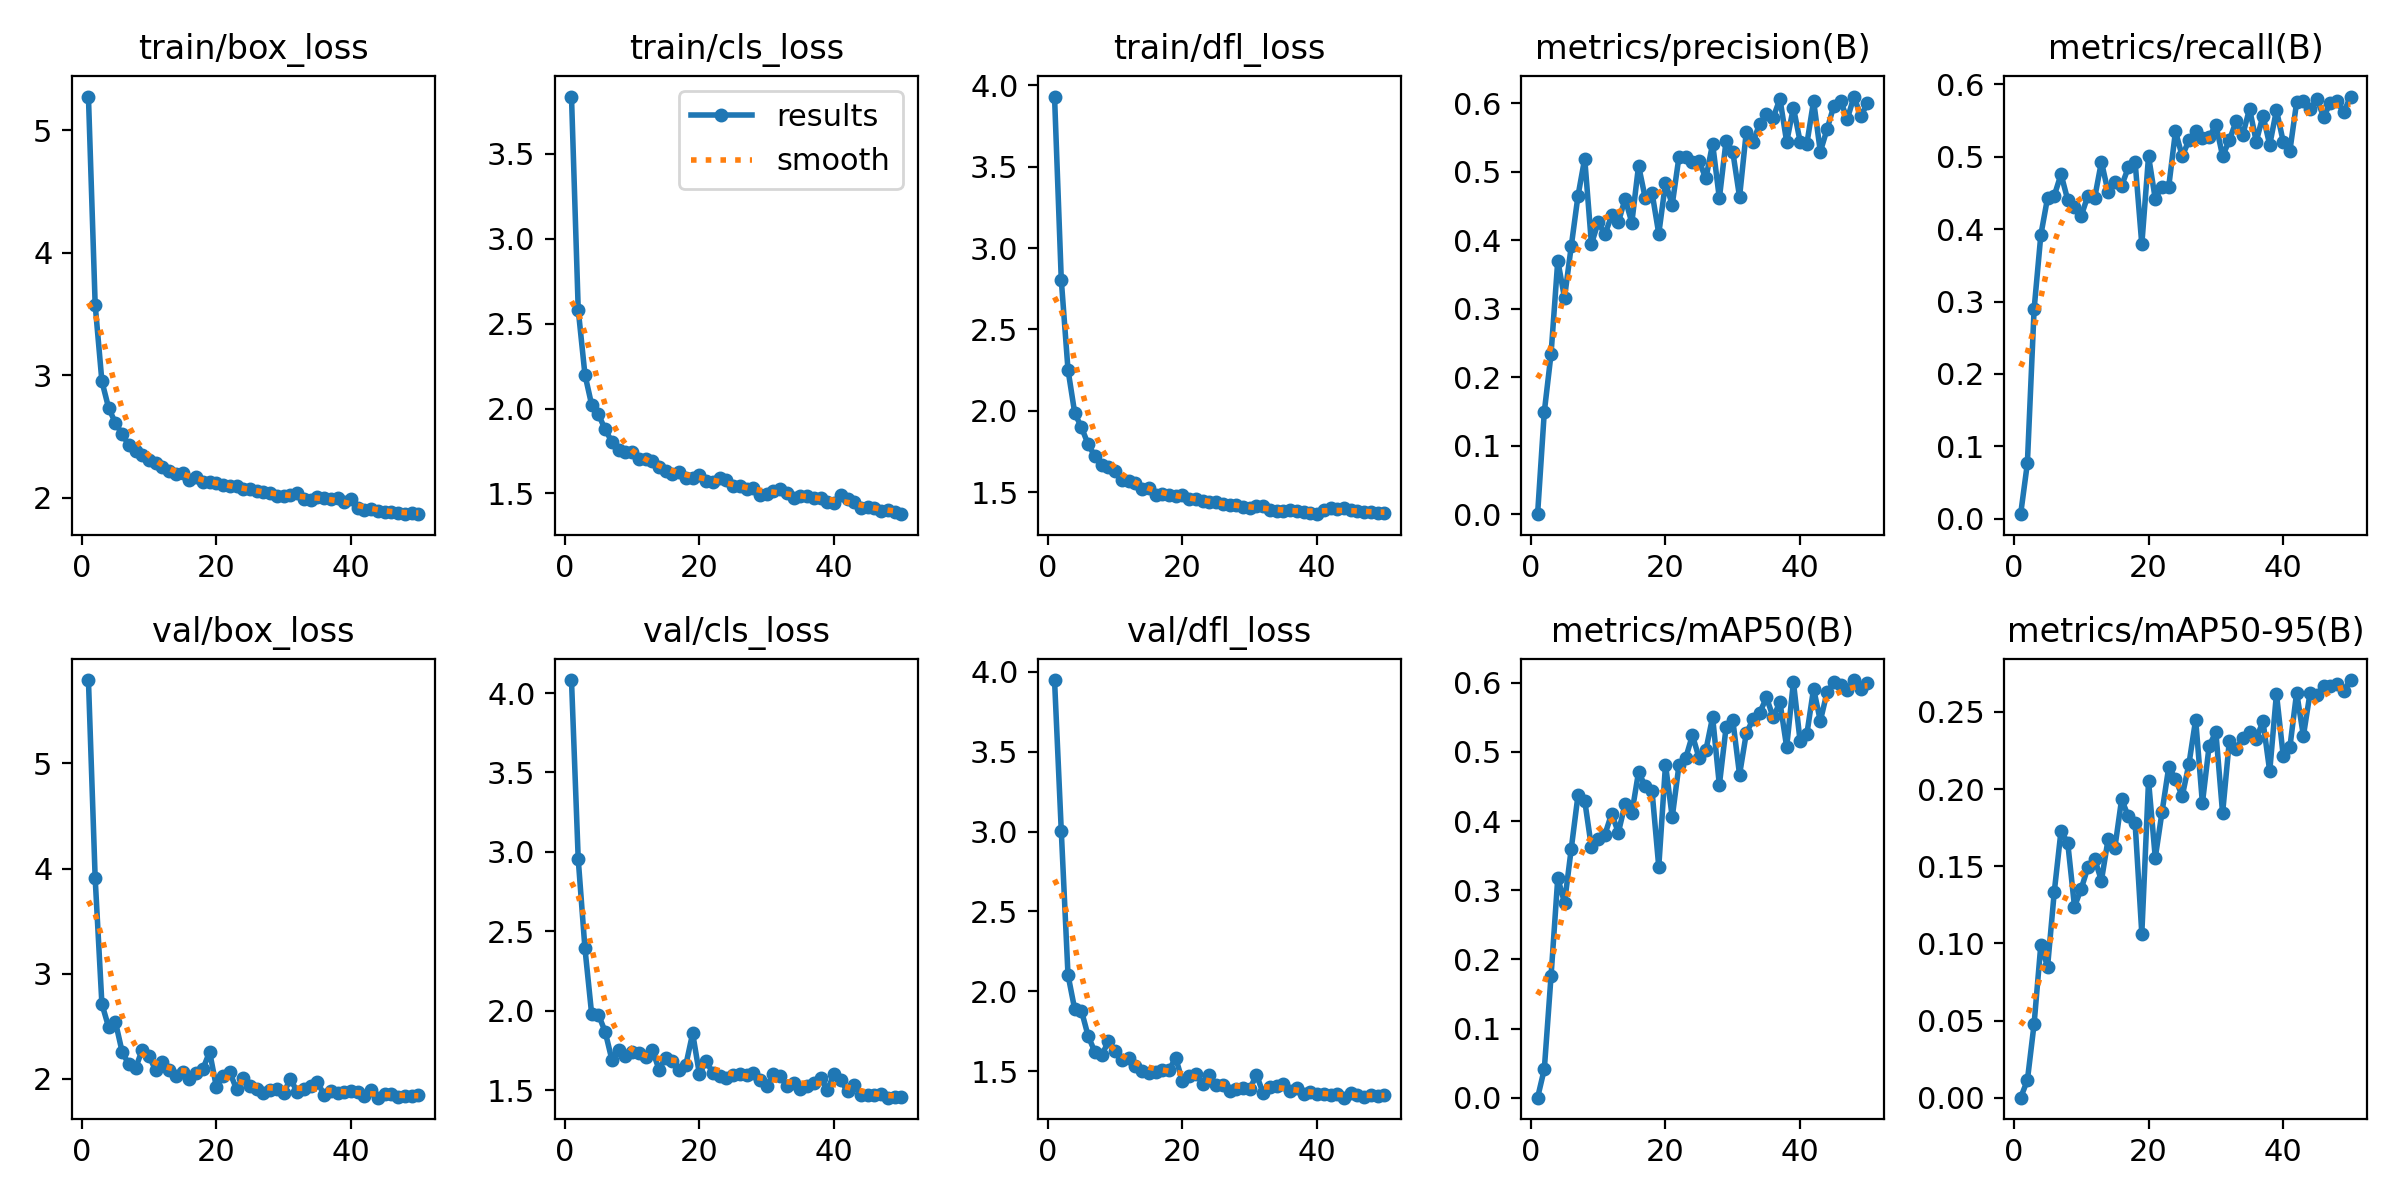 train/box_loss
5
4
3
2
0 20 40
train/cls_loss
results
smooth
3.5
3.0
2.5
2.0
1.5
0 20 40
train/dfl_loss
4.0
3.5
3.0
2.5
2.0
1.5
0 20 40
metrics/precision(B)
0.6
0.5
0.4
0.3
0.2
0.1
0.0
0 20 40
metrics/recall(B)
0.6
0.5
0.4
0.3
0.2
0.1
0.0
0 20 40
val/box_loss
5
4
3
2
0 20 40
val/cls_loss
4.0
3.5
3.0
2.5
2.0
1.5
0 20 40
val/dfl_loss
4.0
3.5
3.0
2.5
2.0
1.5
0 20 40
metrics/mAP50(B)
0.6
0.5
0.4
0.3
0.2
0.1
0.0
0 20 40
metrics/mAP50-95(B)
0.25
0.20
0.15
0.10
0.05
0.00
0 20 40